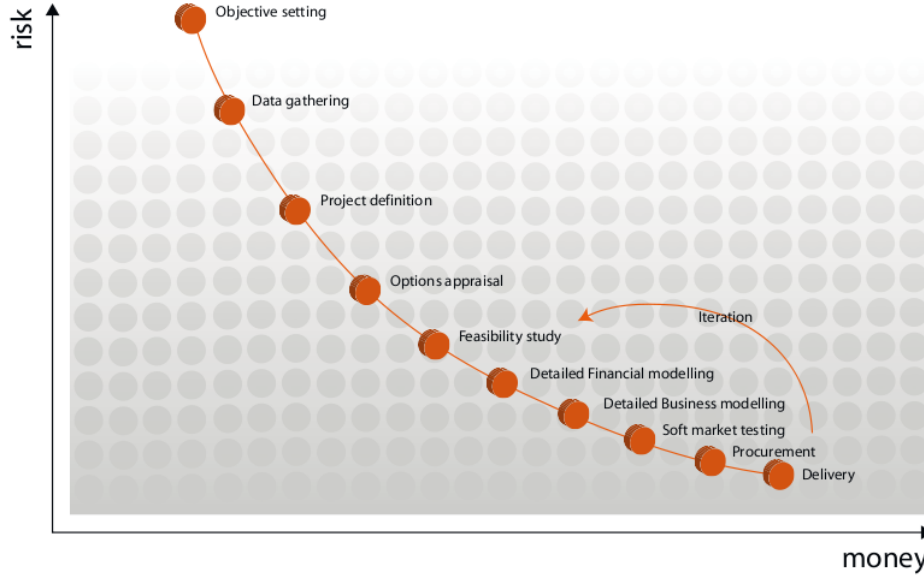 risk
Objective setting
Data gathering
Project definition
Options appraisal
Iteration
Feasibility study
Detailed Financial modelling
Detailed Business modelling
Soft market testing
Procurement
Delivery
money